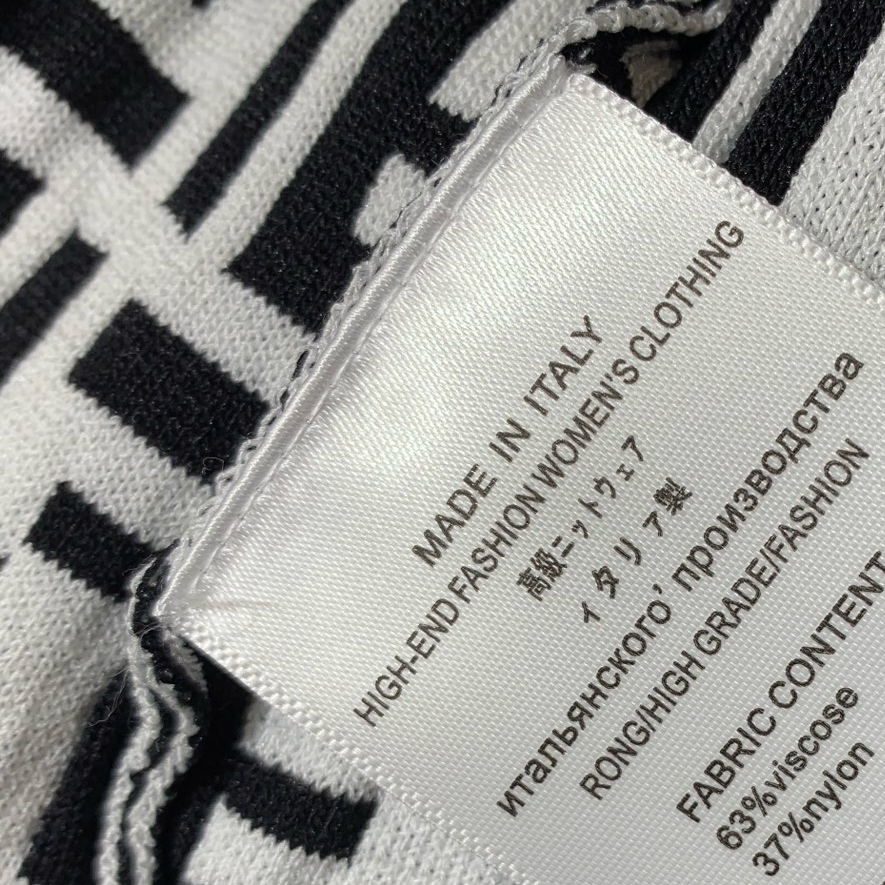 MADE IN ITALY
HIGH-END FASHION WOMEN'S CLOTHING
高級ニットウェア
イタリア製
итальянского' производства
RONG/HIGH GRADE/FASHION
FABRIC CONTENT
63%viscose
37%nylon